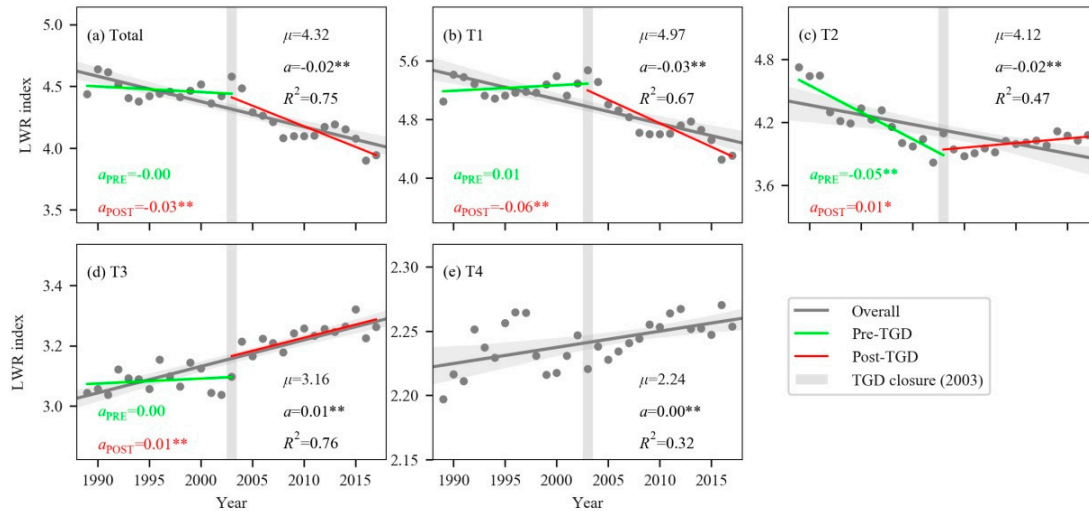 (a) Total
μ=4.32
a=-0.02**
R²=0.75
a_PRE=-0.00
a_POST=-0.03**
LWR index
5.0
4.5
4.0
3.5
(b) T1
μ=4.97
a=-0.03**
R²=0.67
a_PRE=0.01
a_POST=-0.06**
5.6
4.8
4.0
(c) T2
μ=4.12
a=-0.02**
R²=0.47
a_PRE=-0.05**
a_POST=0.01*
4.8
4.2
3.6
(d) T3
μ=3.16
a=0.01**
R²=0.76
a_PRE=0.00
a_POST=0.01**
LWR index
3.4
3.2
3.0
1990 1995 2000 2005 2010 2015
Year
(e) T4
μ=2.24
a=0.00**
R²=0.32
2.30
2.25
2.20
2.15
1990 1995 2000 2005 2010 2015
Year
Overall
Pre-TGD
Post-TGD
TGD closure (2003)